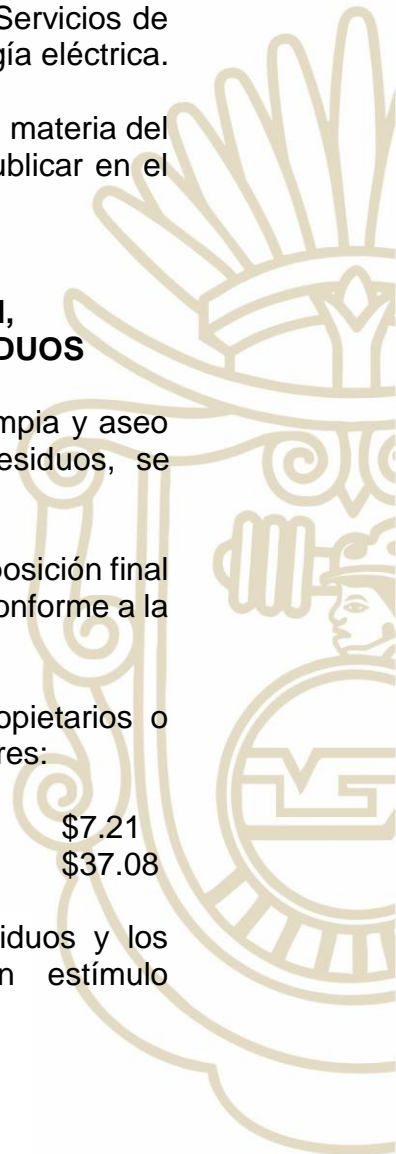 Servicios de
gía eléctrica.
materia del
ublicar en el
DUOS
mpia y aseo
esiduos, se
osición final
onforme a la
opietarios o
res:
$7.21
$37.08
iduos y los
n estímulo